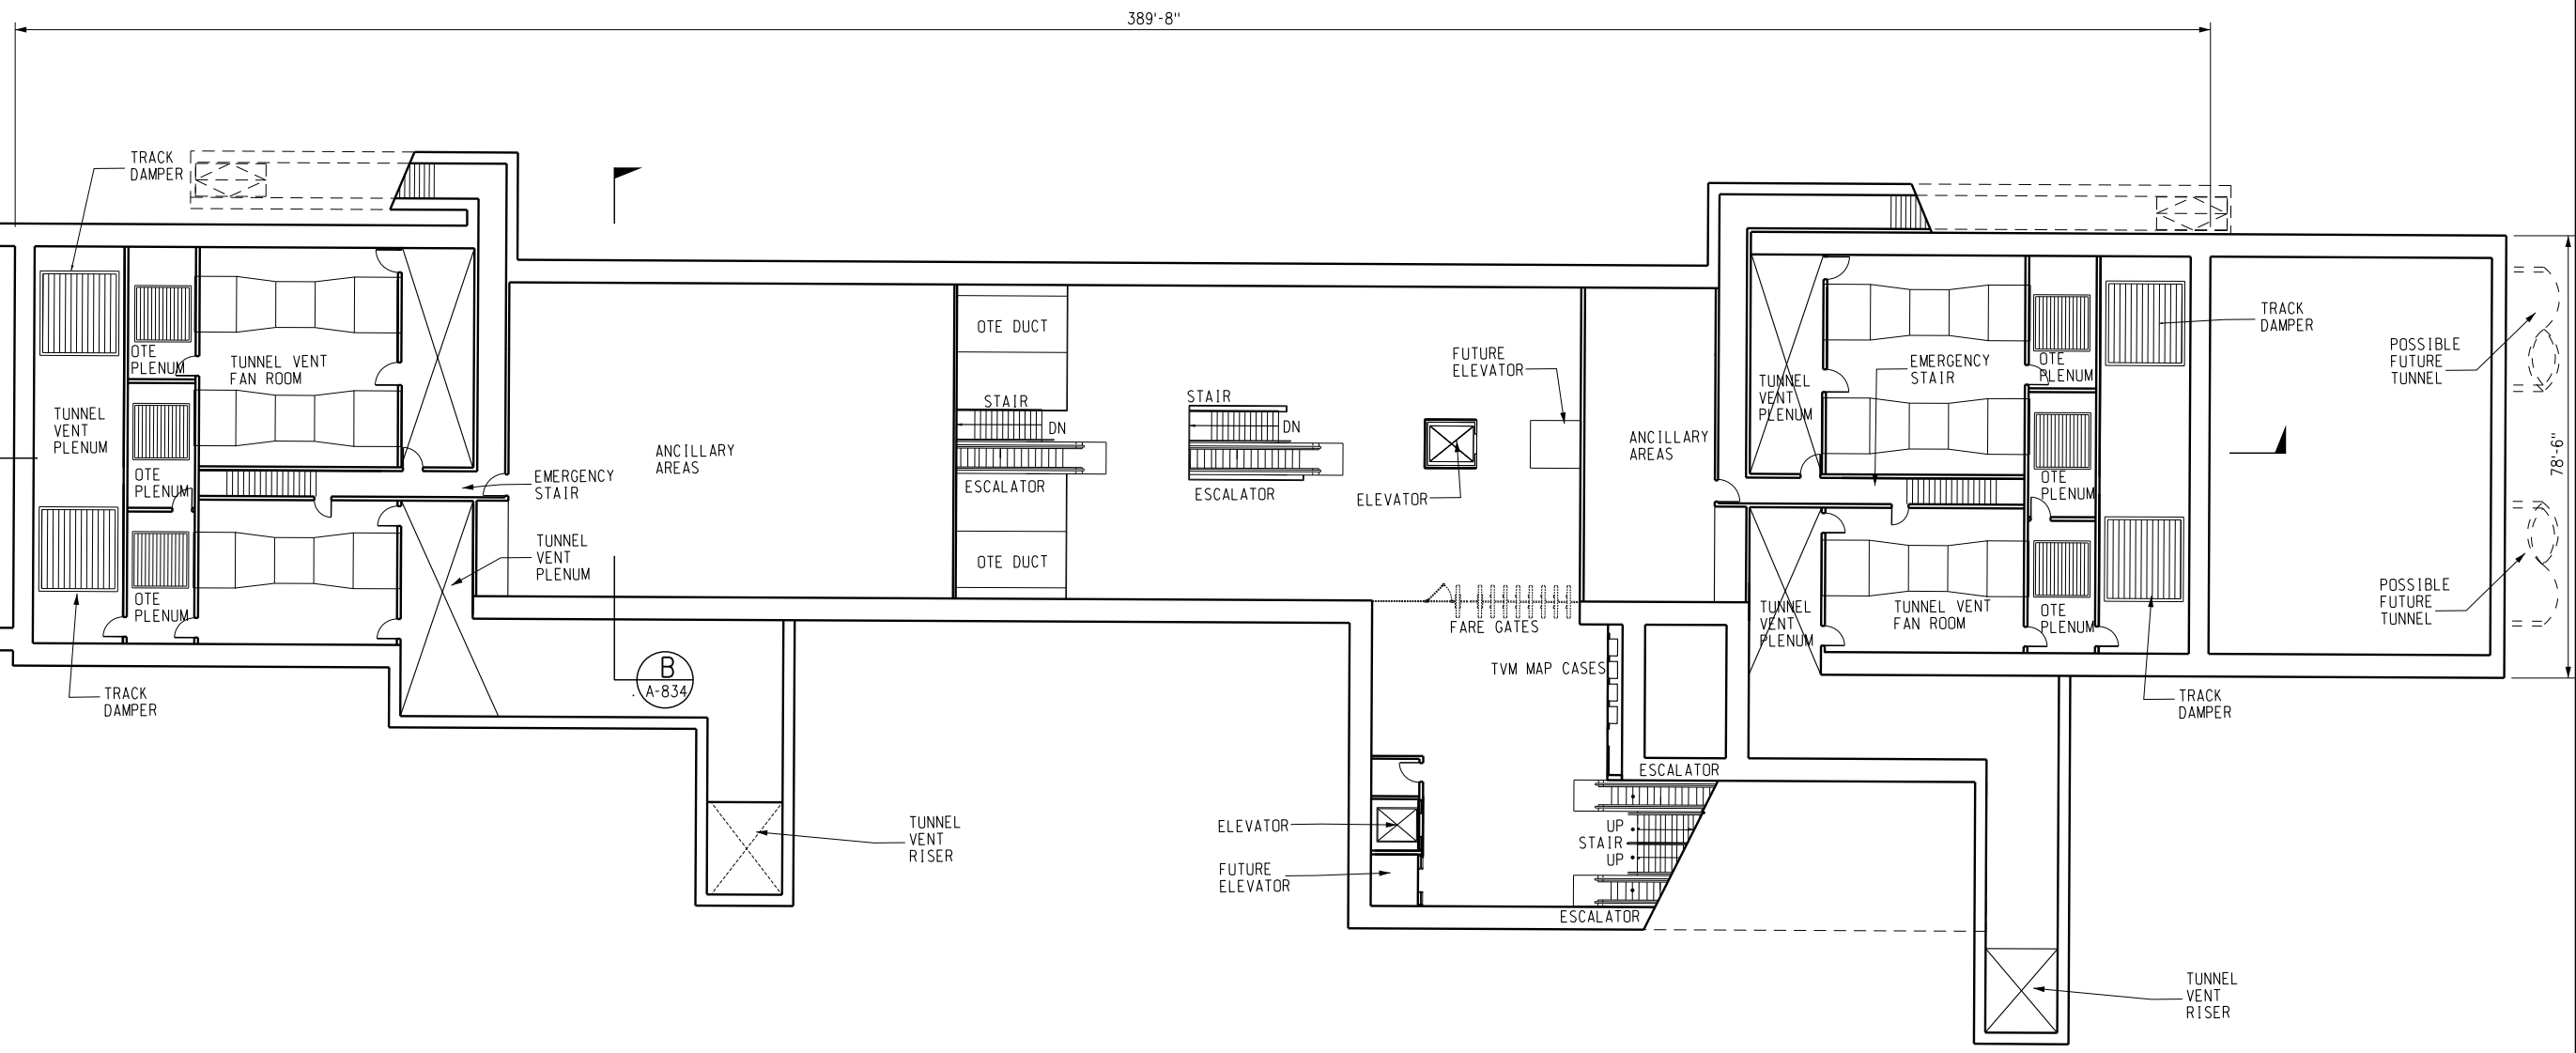 389'-8"
TRACK
DAMPER
OTE
PLENUM
TUNNEL VENT
FAN ROOM
TUNNEL
VENT
PLENUM
OTE
PLENUM
OTE
PLENUM
TRACK
DAMPER
EMERGENCY
STAIR
TUNNEL
VENT
PLENUM
ANCILLARY
AREAS
B
A-834
TUNNEL
VENT
RISER
OTE DUCT
STAIR
DN
ESCALATOR
OTE DUCT
STAIR
DN
ESCALATOR
FUTURE
ELEVATOR
ELEVATOR
FARE GATES
TVM MAP CASES
ESCALATOR
ELEVATOR
UP
STAIR
UP
FUTURE
ELEVATOR
ESCALATOR
ANCILLARY
AREAS
TUNNEL
VENT
PLENUM
EMERGENCY
STAIR
OTE
PLENUM
OTE
PLENUM
TUNNEL
VENT
PLENUM
TUNNEL VENT
FAN ROOM
OTE
PLENUM
TRACK
DAMPER
TRACK
DAMPER
POSSIBLE
FUTURE
TUNNEL
POSSIBLE
FUTURE
TUNNEL
78'-6"
TUNNEL
VENT
RISER